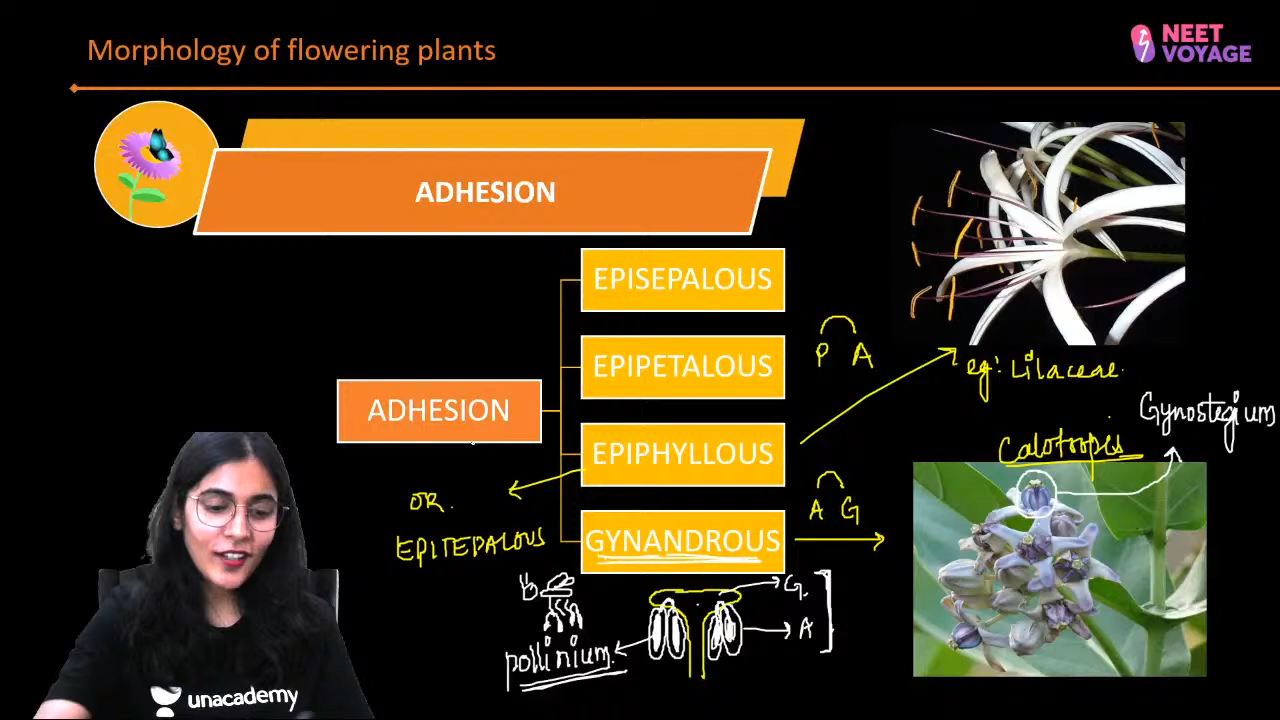 Morphology of flowering plants
NEET
VOYAGE
ADHESION
EPISEPALOUS
EPIPETALOUS
P A
eg: Lilaceae.
Gynostegium
ADHESION
EPIPHYLLOUS
Calotropis
OR.
EPITEPALOUS
A G
GYNANDROUS
G.
A
pollinium.
unacademy